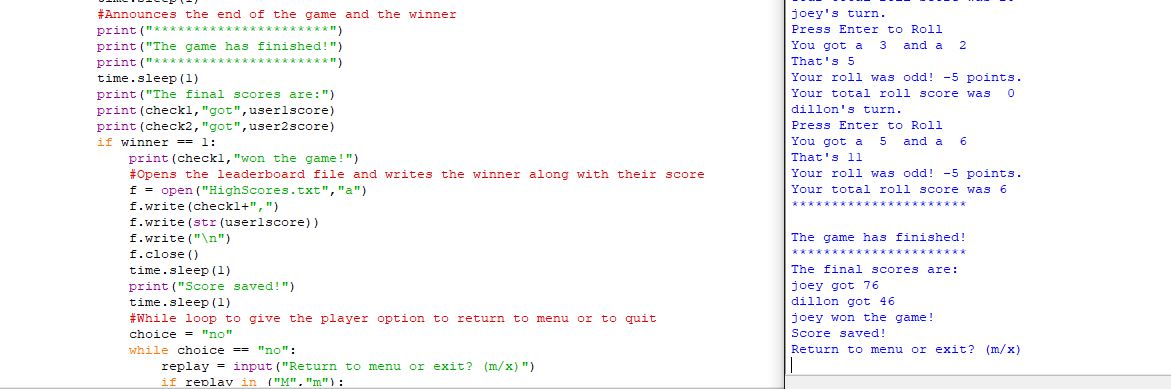 time.sleep(1)
#Announces the end of the game and the winner
print("**********************")
print("The game has finished!")
print("**********************")
time.sleep(1)
print("The final scores are:")
print(check1,"got",user1score)
print(check2,"got",user2score)
if winner == 1:
print(check1,"won the game!")
#Opens the leaderboard file and writes the winner along with their score
f = open("HighScores.txt","a")
f.write(check1+",")
f.write(str(user1score))
f.write("\n")
f.close()
time.sleep(1)
print("Score saved!")
time.sleep(1)
#While loop to give the player option to return to menu or to quit
choice = "no"
while choice == "no":
replay = input("Return to menu or exit? (m/x)")
if replay in ("M","m"):
joey's turn.
Press Enter to Roll
You got a  3  and a  2
That's 5
Your roll was odd! -5 points.
Your total roll score was  0
dillon's turn.
Press Enter to Roll
You got a  5  and a  6
That's 11
Your roll was odd! -5 points.
Your total roll score was 6
**********************
The game has finished!
**********************
The final scores are:
joey got 76
dillon got 46
joey won the game!
Score saved!
Return to menu or exit? (m/x)